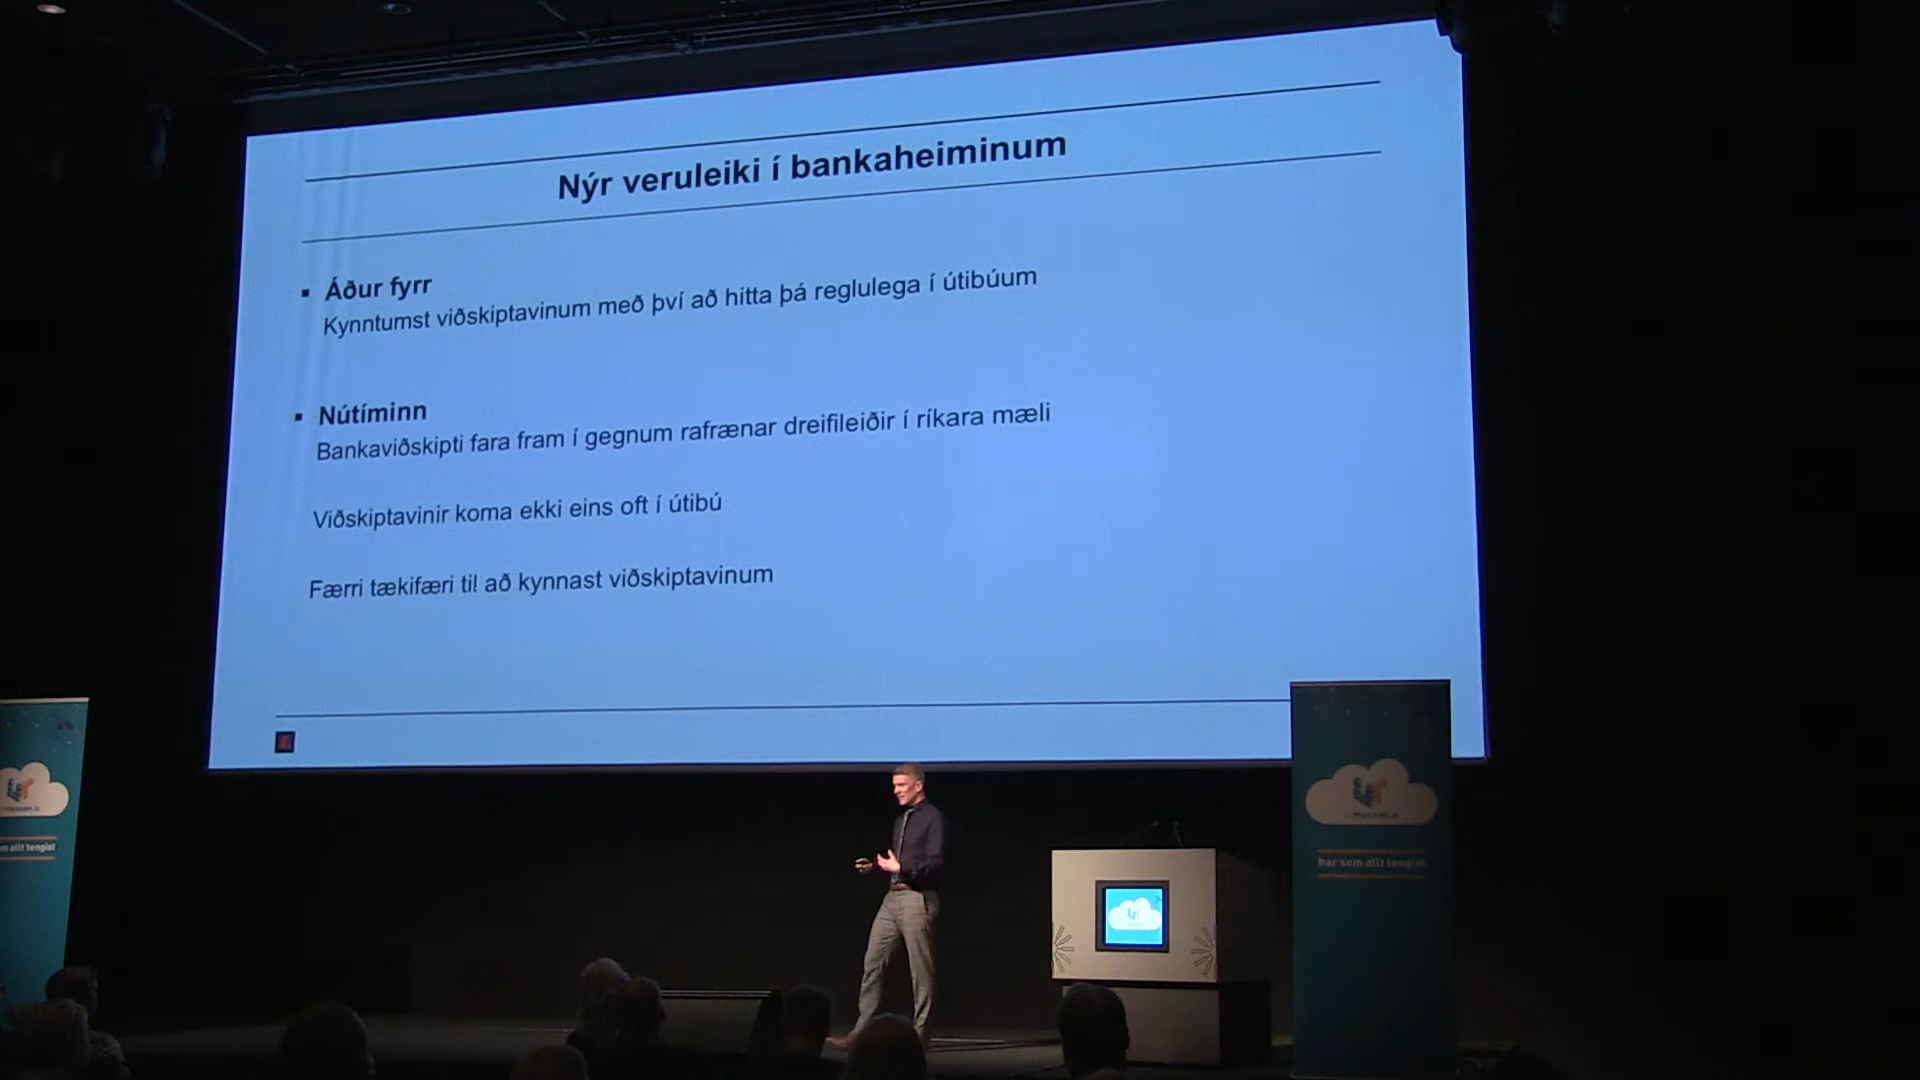 Nýr veruleiki í bankaheiminum
▪ Áður fyrr
Kynntumst viðskiptavinum með því að hitta þá reglulega í útibúum
▪ Nútíminn
Bankaviðskipti fara fram í gegnum rafrænar dreifileiðir í ríkara mæli
Viðskiptavinir koma ekki eins oft í útibú
Færri tækifæri til að kynnast viðskiptavinum
m allt tengist
Þar sem allt tengist